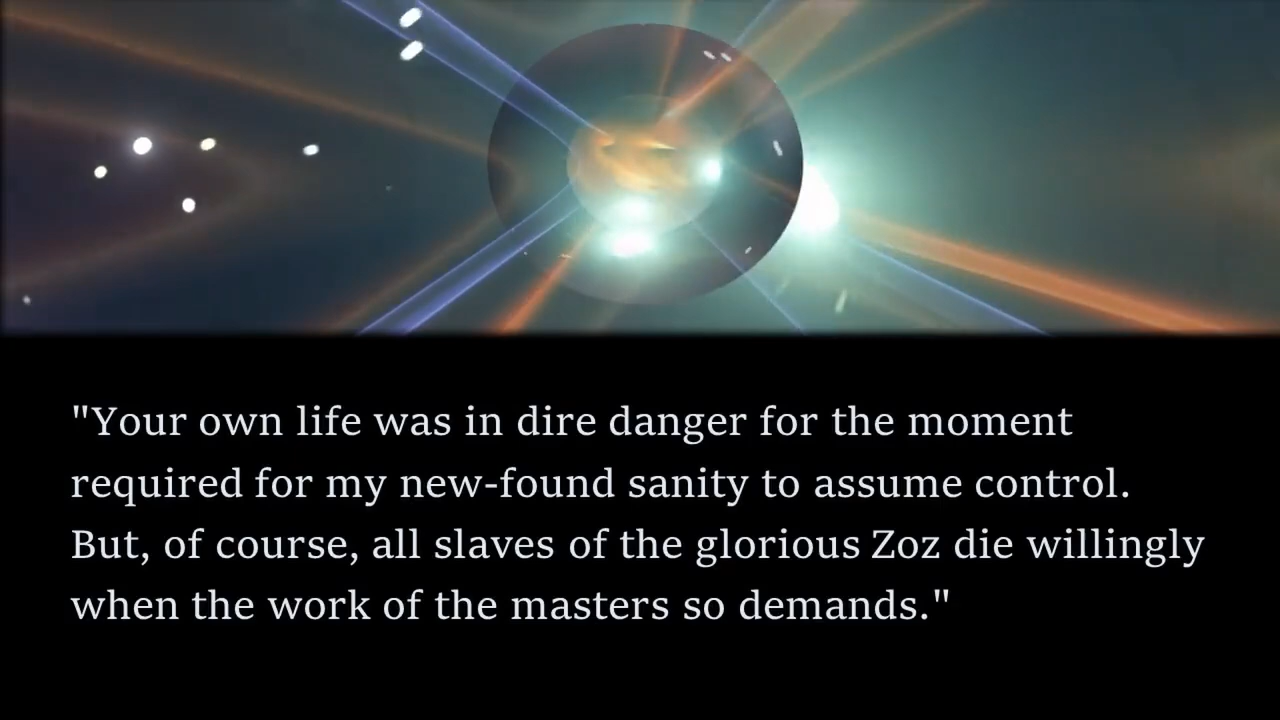 "Your own life was in dire danger for the moment
required for my new-found sanity to assume control.
But, of course, all slaves of the glorious Zoz die willingly
when the work of the masters so demands."